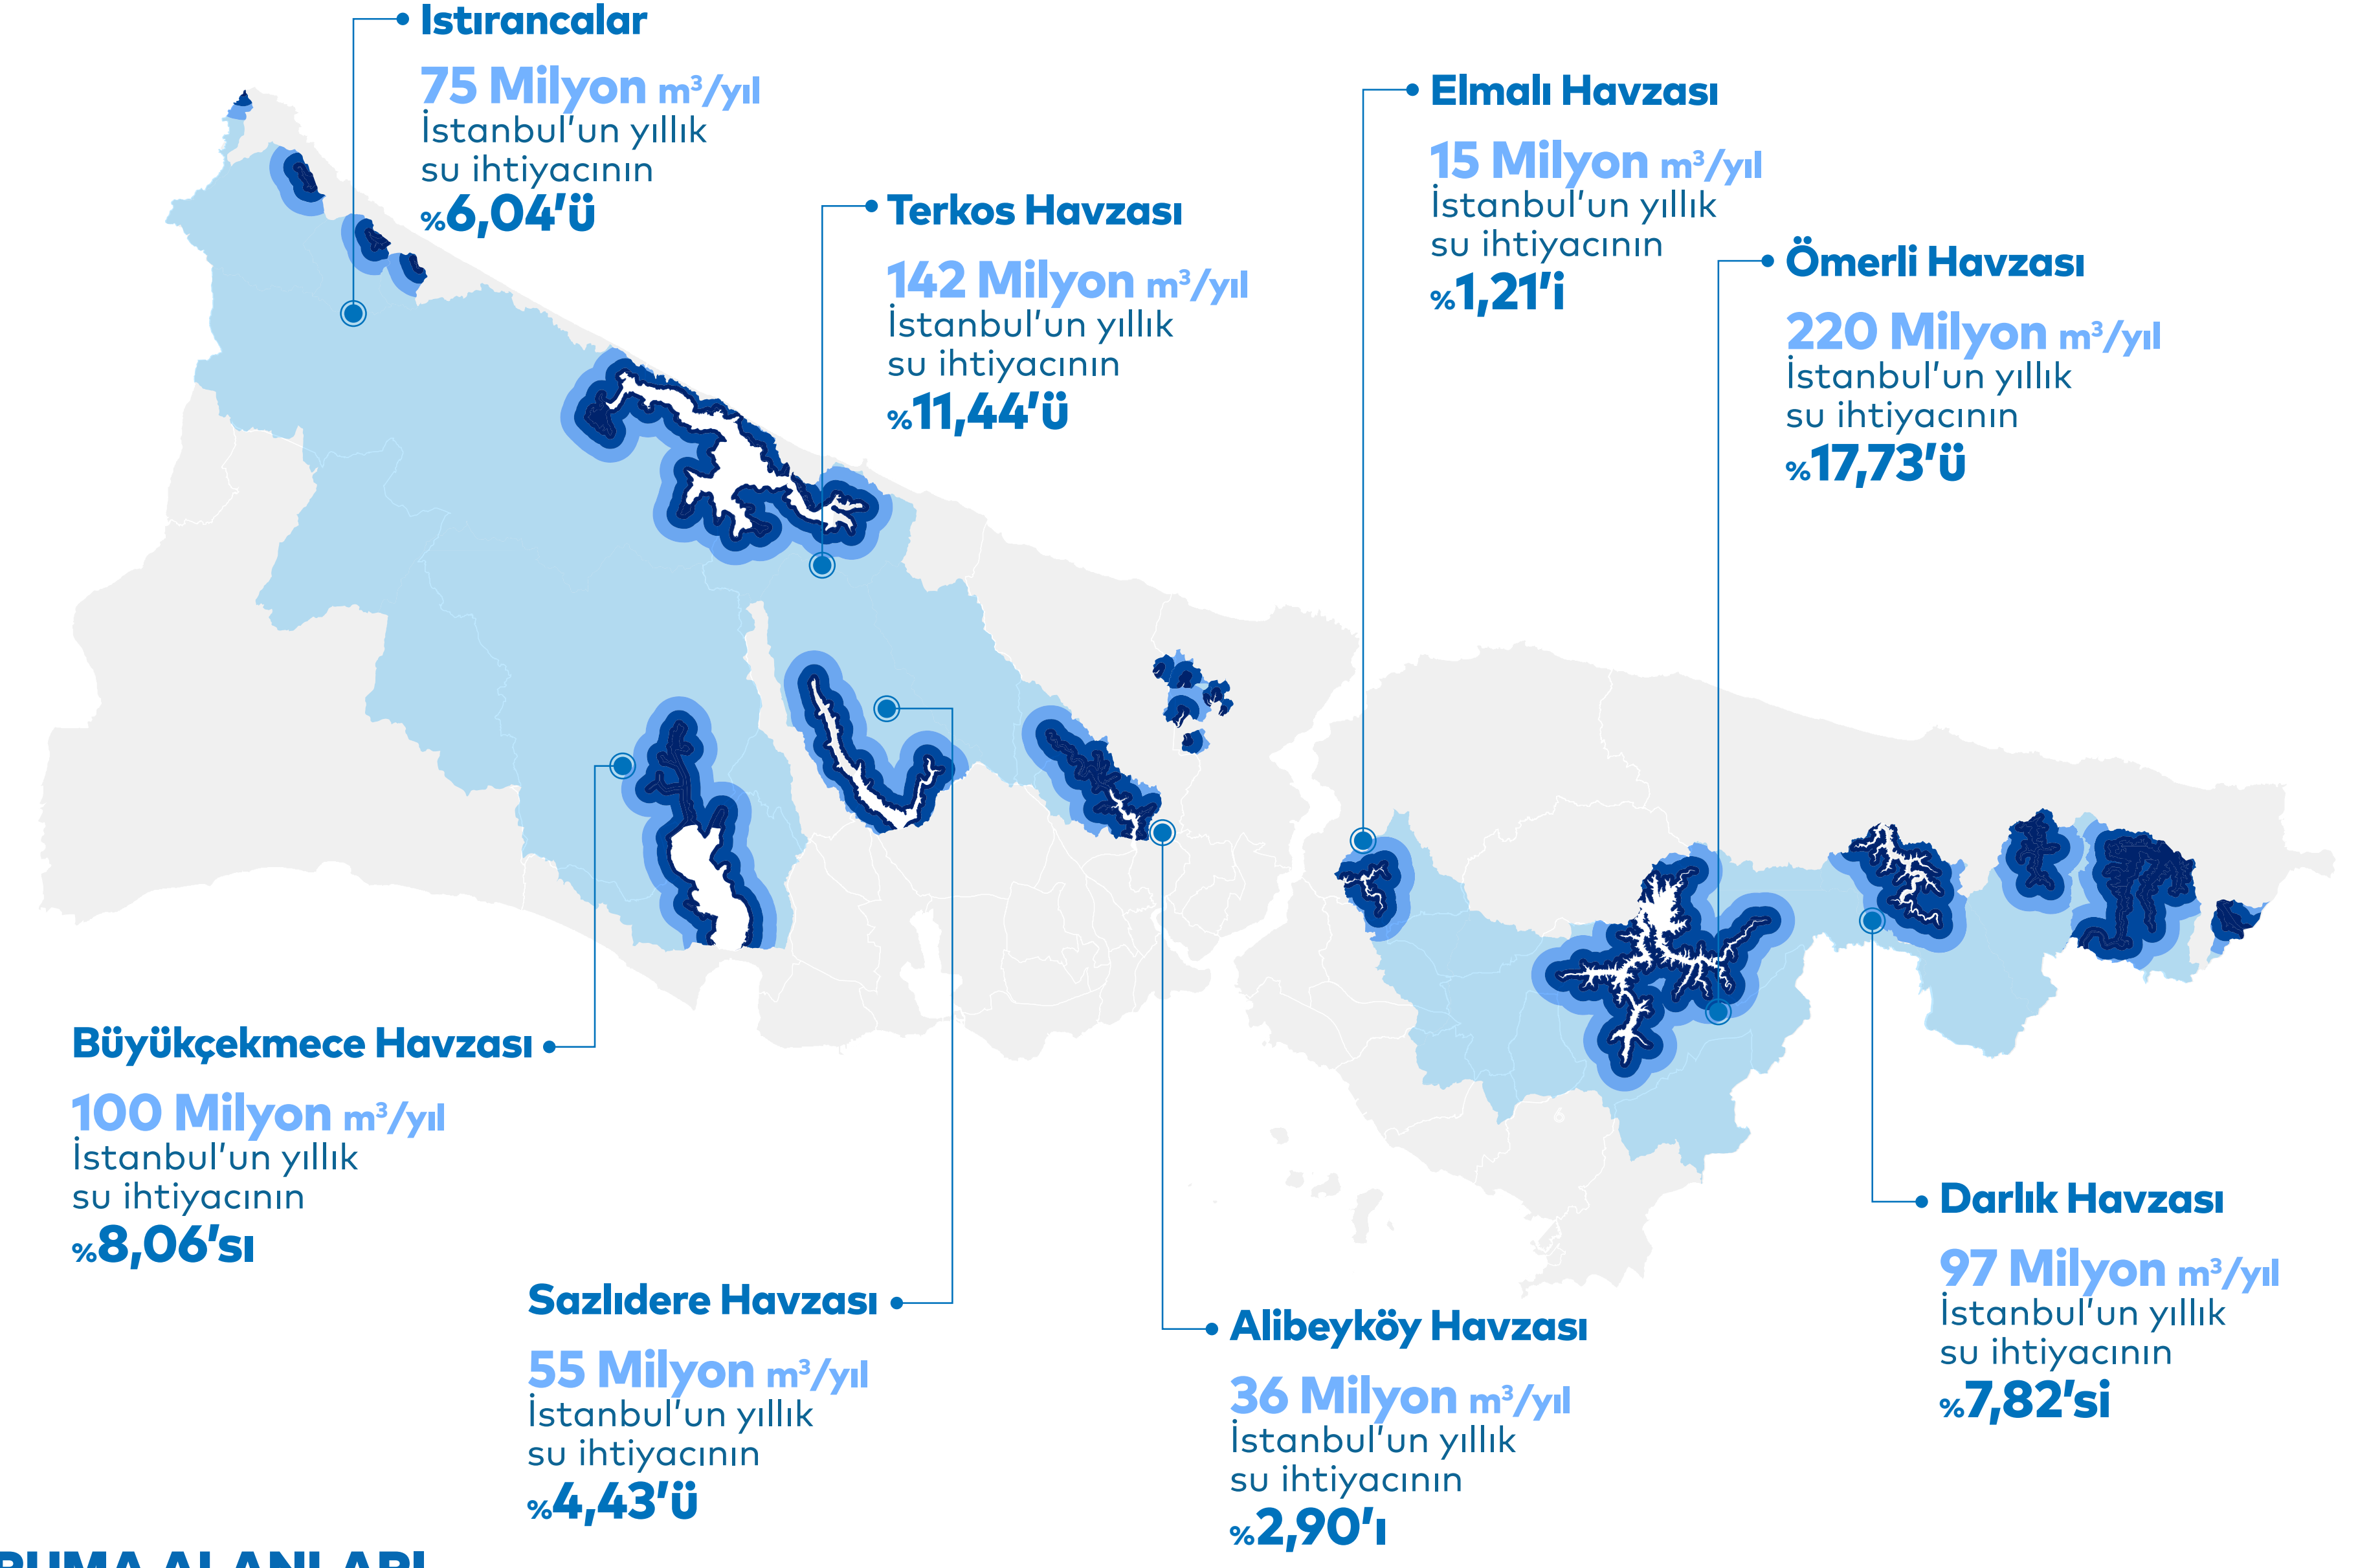 Istırancalar
75 Milyon m³/yıl
İstanbul'un yıllık
su ihtiyacının
%6,04'ü
Terkos Havzası
142 Milyon m³/yıl
İstanbul'un yıllık
su ihtiyacının
%11,44'ü
Elmalı Havzası
15 Milyon m³/yıl
İstanbul'un yıllık
su ihtiyacının
%1,21'i
Ömerli Havzası
220 Milyon m³/yıl
İstanbul'un yıllık
su ihtiyacının
%17,73'ü
6
Büyükçekmece Havzası
100 Milyon m³/yıl
İstanbul'un yıllık
su ihtiyacının
%8,06'sı
Sazlıdere Havzası
55 Milyon m³/yıl
İstanbul'un yıllık
su ihtiyacının
%4,43'ü
Alibeyköy Havzası
36 Milyon m³/yıl
İstanbul'un yıllık
su ihtiyacının
%2,90'ı
Darlık Havzası
97 Milyon m³/yıl
İstanbul'un yıllık
su ihtiyacının
%7,82'si
RUMA ALANLARI